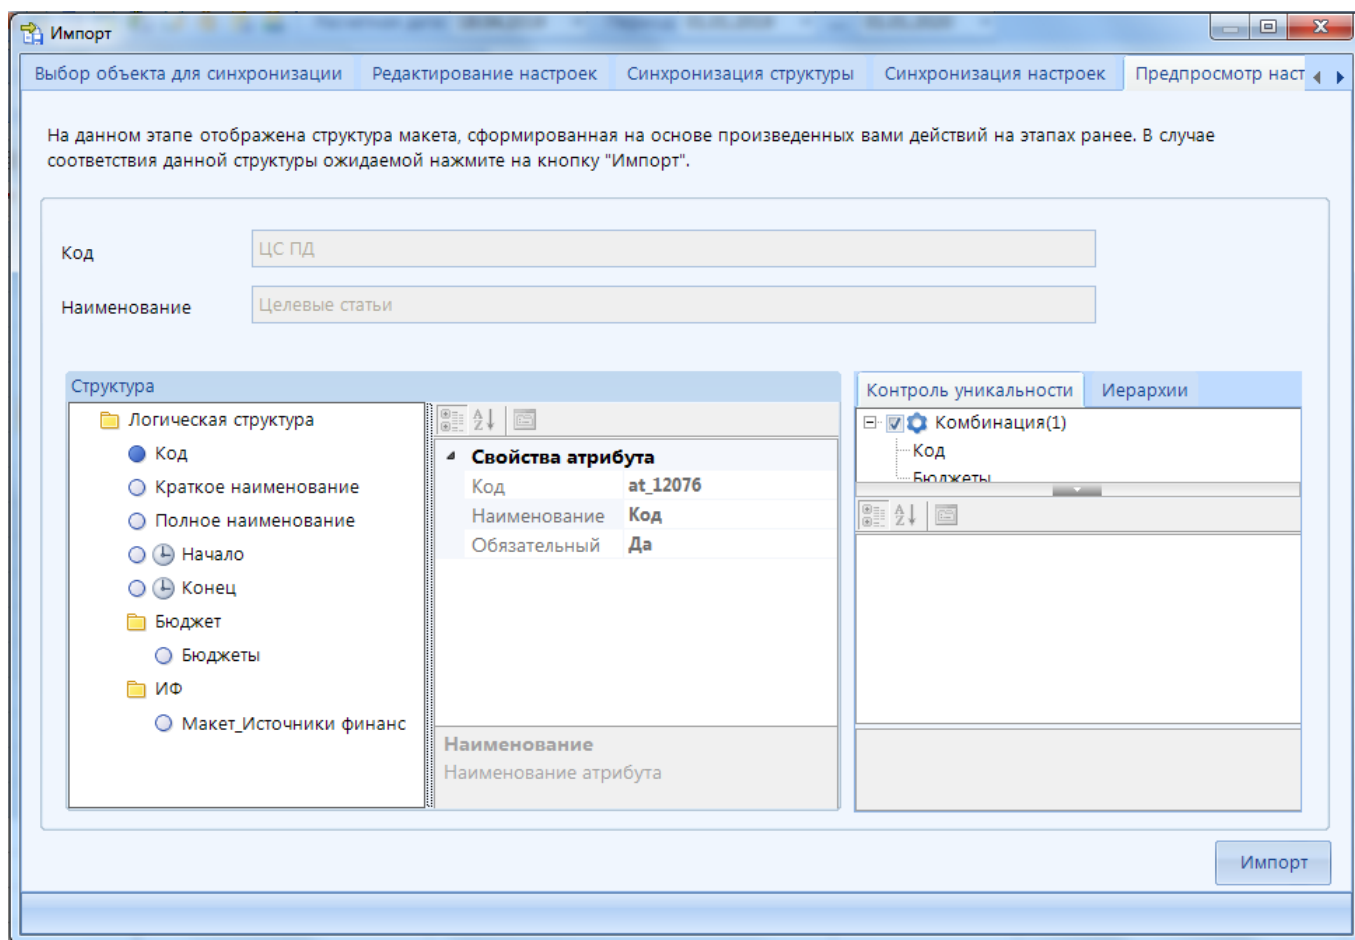 Импорт
Выбор объекта для синхронизации Редактирование настроек Синхронизация структуры Синхронизация настроек Предпросмотр наст
На данном этапе отображена структура макета, сформированная на основе произведенных вами действий на этапах ранее. В случае
соответствия данной структуры ожидаемой нажмите на кнопку "Импорт".
Код ЦС ПД
Наименование Целевые статьи
Структура
Логическая структура
Код
Краткое наименование
Полное наименование
Начало
Конец
Бюджет
Бюджеты
ИФ
Макет_Источники финанс
Свойства атрибута
Код at_12076
Наименование Код
Обязательный Да
Наименование
Наименование атрибута
Контроль уникальности Иерархии
Комбинация(1)
Код
Бюджеты
Импорт